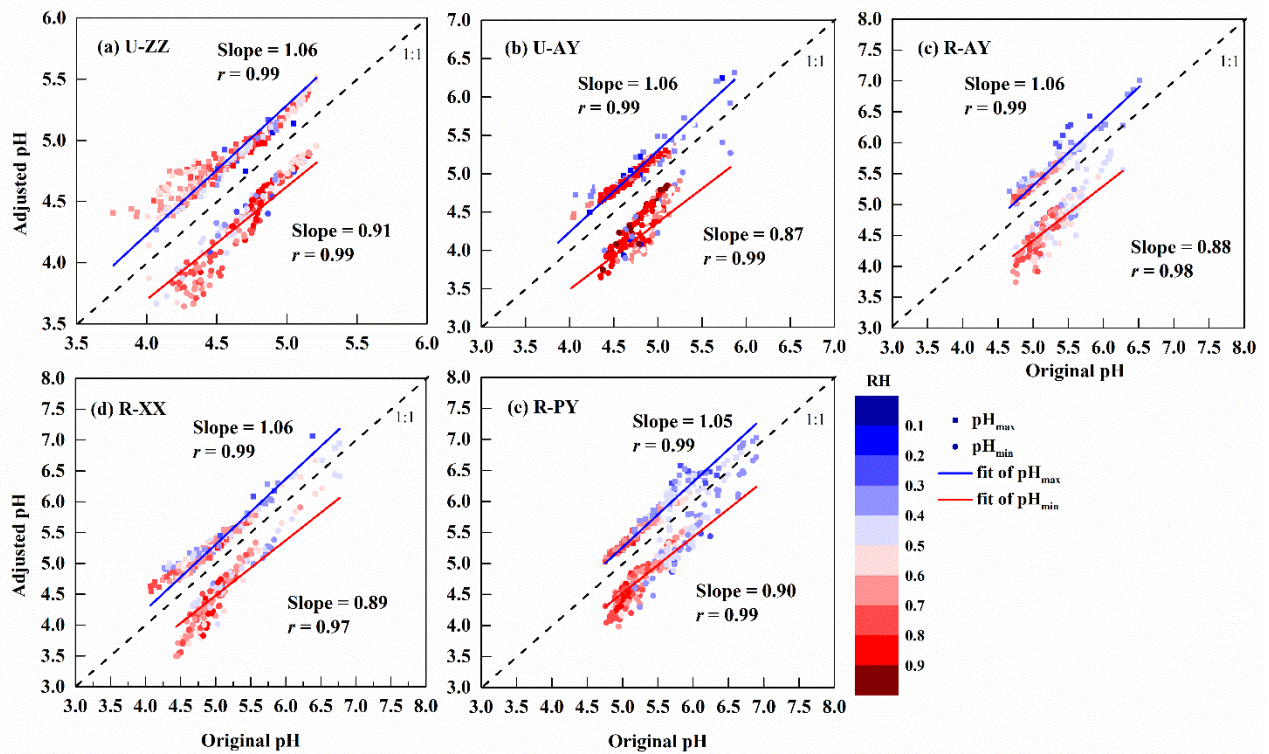 (a) U-ZZ
Slope = 1.06
r = 0.99
1:1
Slope = 0.91
r = 0.99
Adjusted pH
6.0
5.5
5.0
4.5
4.0
3.5
3.5 4.0 4.5 5.0 5.5 6.0
(b) U-AY
Slope = 1.06
r = 0.99
1:1
Slope = 0.87
r = 0.99
7.0
6.5
6.0
5.5
5.0
4.5
4.0
3.5
3.0
3.0 3.5 4.0 4.5 5.0 5.5 6.0 6.5 7.0
(c) R-AY
Slope = 1.06
r = 0.99
1:1
Slope = 0.88
r = 0.98
Adjusted pH
8.0
7.5
7.0
6.5
6.0
5.5
5.0
4.5
4.0
3.5
3.0
3.0 3.5 4.0 4.5 5.0 5.5 6.0 6.5 7.0 7.5 8.0
Original pH
(d) R-XX
Slope = 1.06
r = 0.99
1:1
Slope = 0.89
r = 0.97
Adjusted pH
8.0
7.5
7.0
6.5
6.0
5.5
5.0
4.5
4.0
3.5
3.0
3.0 3.5 4.0 4.5 5.0 5.5 6.0 6.5 7.0 7.5 8.0
Original pH
(e) R-PY
Slope = 1.05
r = 0.99
1:1
Slope = 0.90
r = 0.99
8.0
7.5
7.0
6.5
6.0
5.5
5.0
4.5
4.0
3.5
3.0
3.0 3.5 4.0 4.5 5.0 5.5 6.0 6.5 7.0 7.5 8.0
Original pH
RH
0.1
0.2
0.3
0.4
0.5
0.6
0.7
0.8
0.9
pHmax
pHmin
fit of pHmax
fit of pHmin